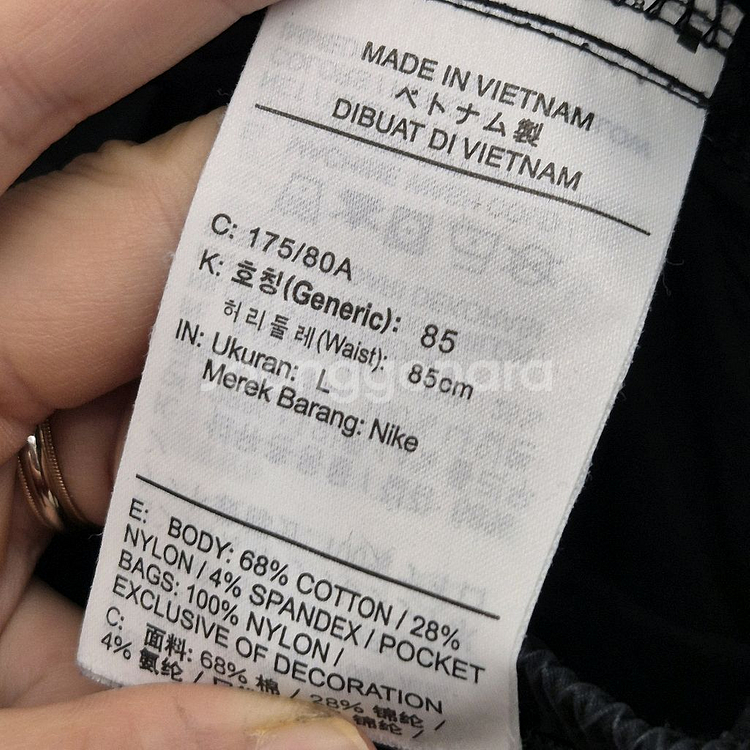 MADE IN VIETNAM
ベトナム製
DIBUAT DI VIETNAM
C: 175/80A
K: 호칭(Generic): 85
허리둘레(Waist): 85cm
IN: Ukuran: L
Merek Barang: Nike
E: BODY: 68% COTTON / 28%
NYLON / 4% SPANDEX / POCKET
BAGS: 100% NYLON /
EXCLUSIVE OF DECORATION
C: 面料: 68% 棉 / 28% 锦纶 /
4% 氨纶 /
锦纶 /